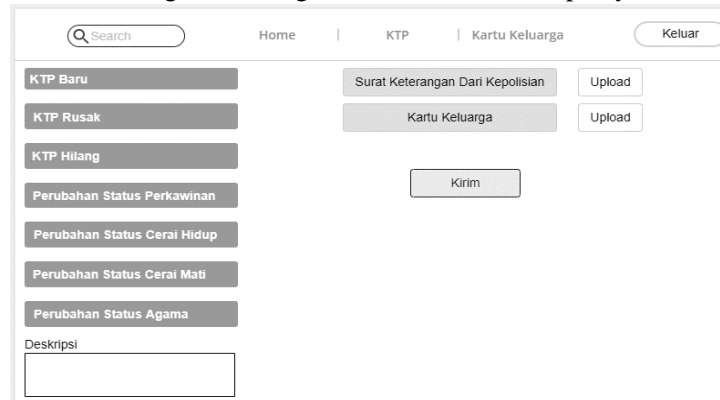 Search Home | KTP | Kartu Keluarga Keluar
KTP Baru
Surat Keterangan Dari Kepolisian Upload
KTP Rusak
Kartu Keluarga Upload
KTP Hilang
Kirim
Perubahan Status Perkawinan
Perubahan Status Cerai Hidup
Perubahan Status Cerai Mati
Perubahan Status Agama
Deskripsi